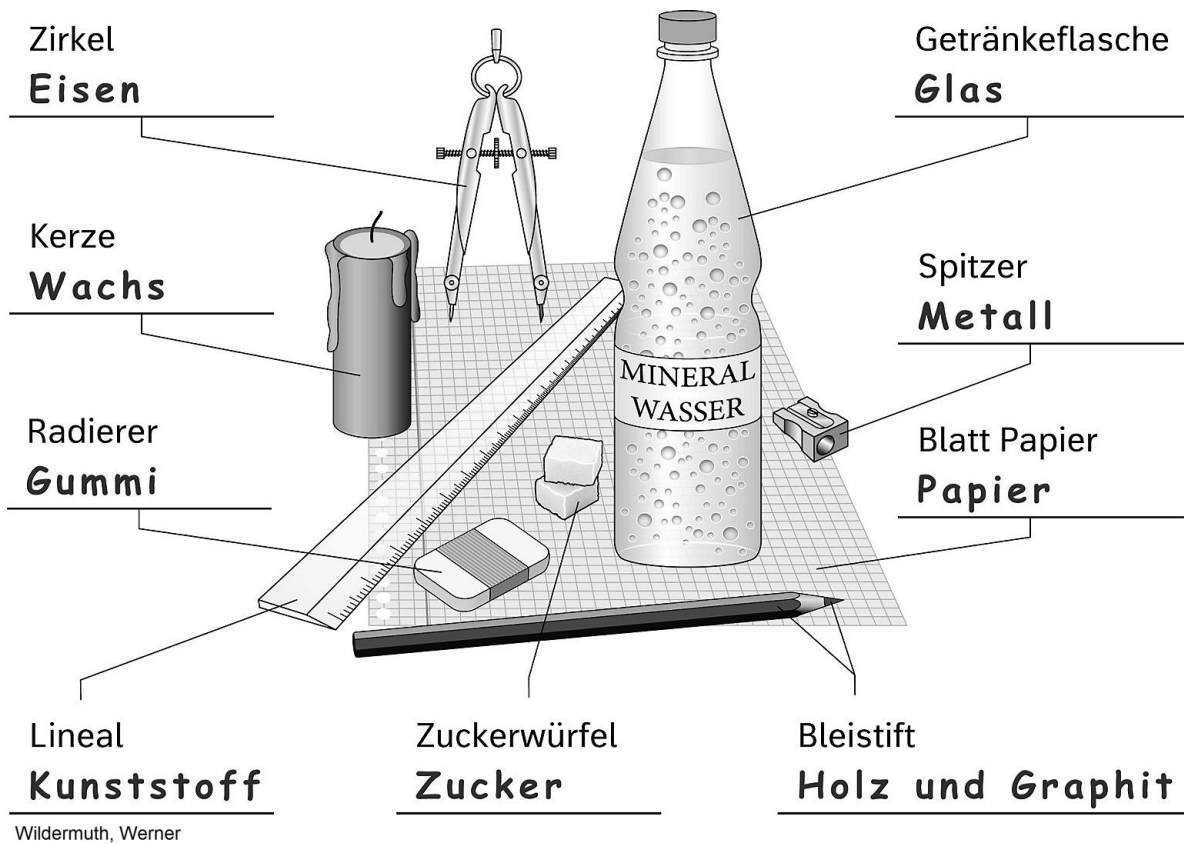 Zirkel
Eisen
Getränkeflasche
Glas
Kerze
Wachs
Spitzer
Metall
MINERAL
WASSER
Radierer
Gummi
Blatt Papier
Papier
Lineal
Kunststoff
Zuckerwürfel
Zucker
Bleistift
Holz und Graphit
Wildermuth, Werner